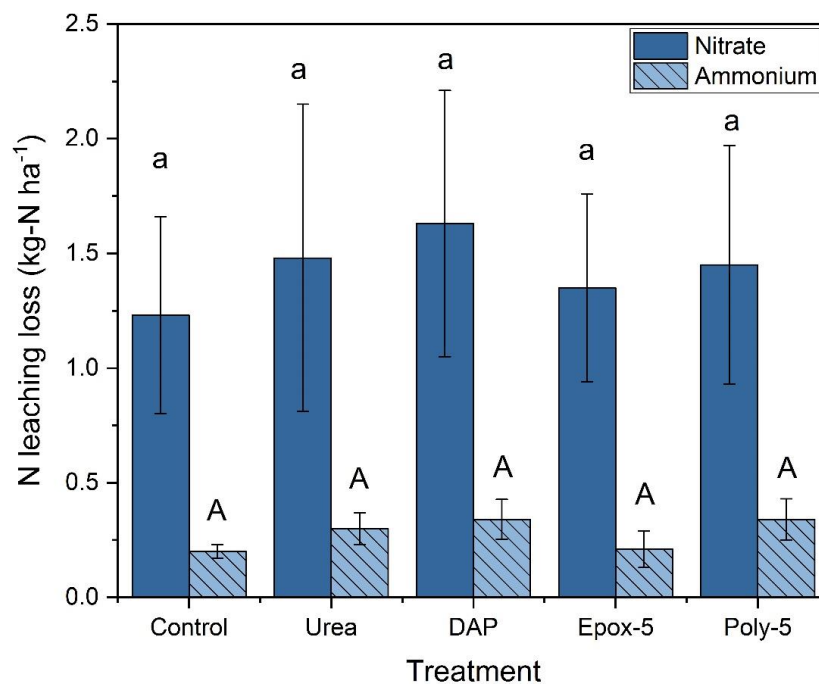 N leaching loss (kg-N ha⁻¹)
2.5
2.0
1.5
1.0
0.5
0.0
Nitrate
Ammonium
a
a
a
a
a
A
A
A
A
A
Control
Urea
DAP
Epox-5
Poly-5
Treatment